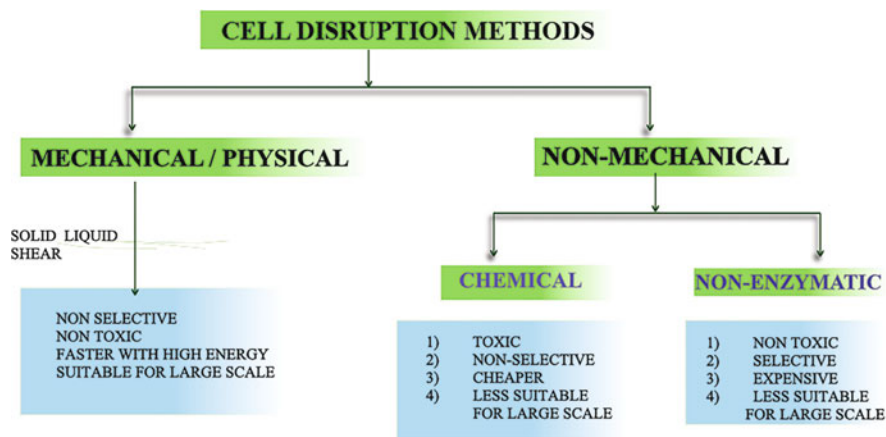 CELL DISRUPTION METHODS
MECHANICAL / PHYSICAL
NON-MECHANICAL
SOLID LIQUID
SHEAR
CHEMICAL
NON-ENZYMATIC
NON SELECTIVE
NON TOXIC
FASTER WITH HIGH ENERGY
SUITABLE FOR LARGE SCALE
1) TOXIC
2) NON-SELECTIVE
3) CHEAPER
4) LESS SUITABLE
FOR LARGE SCALE
1) NON TOXIC
2) SELECTIVE
3) EXPENSIVE
4) LESS SUITABLE
FOR LARGE SCALE